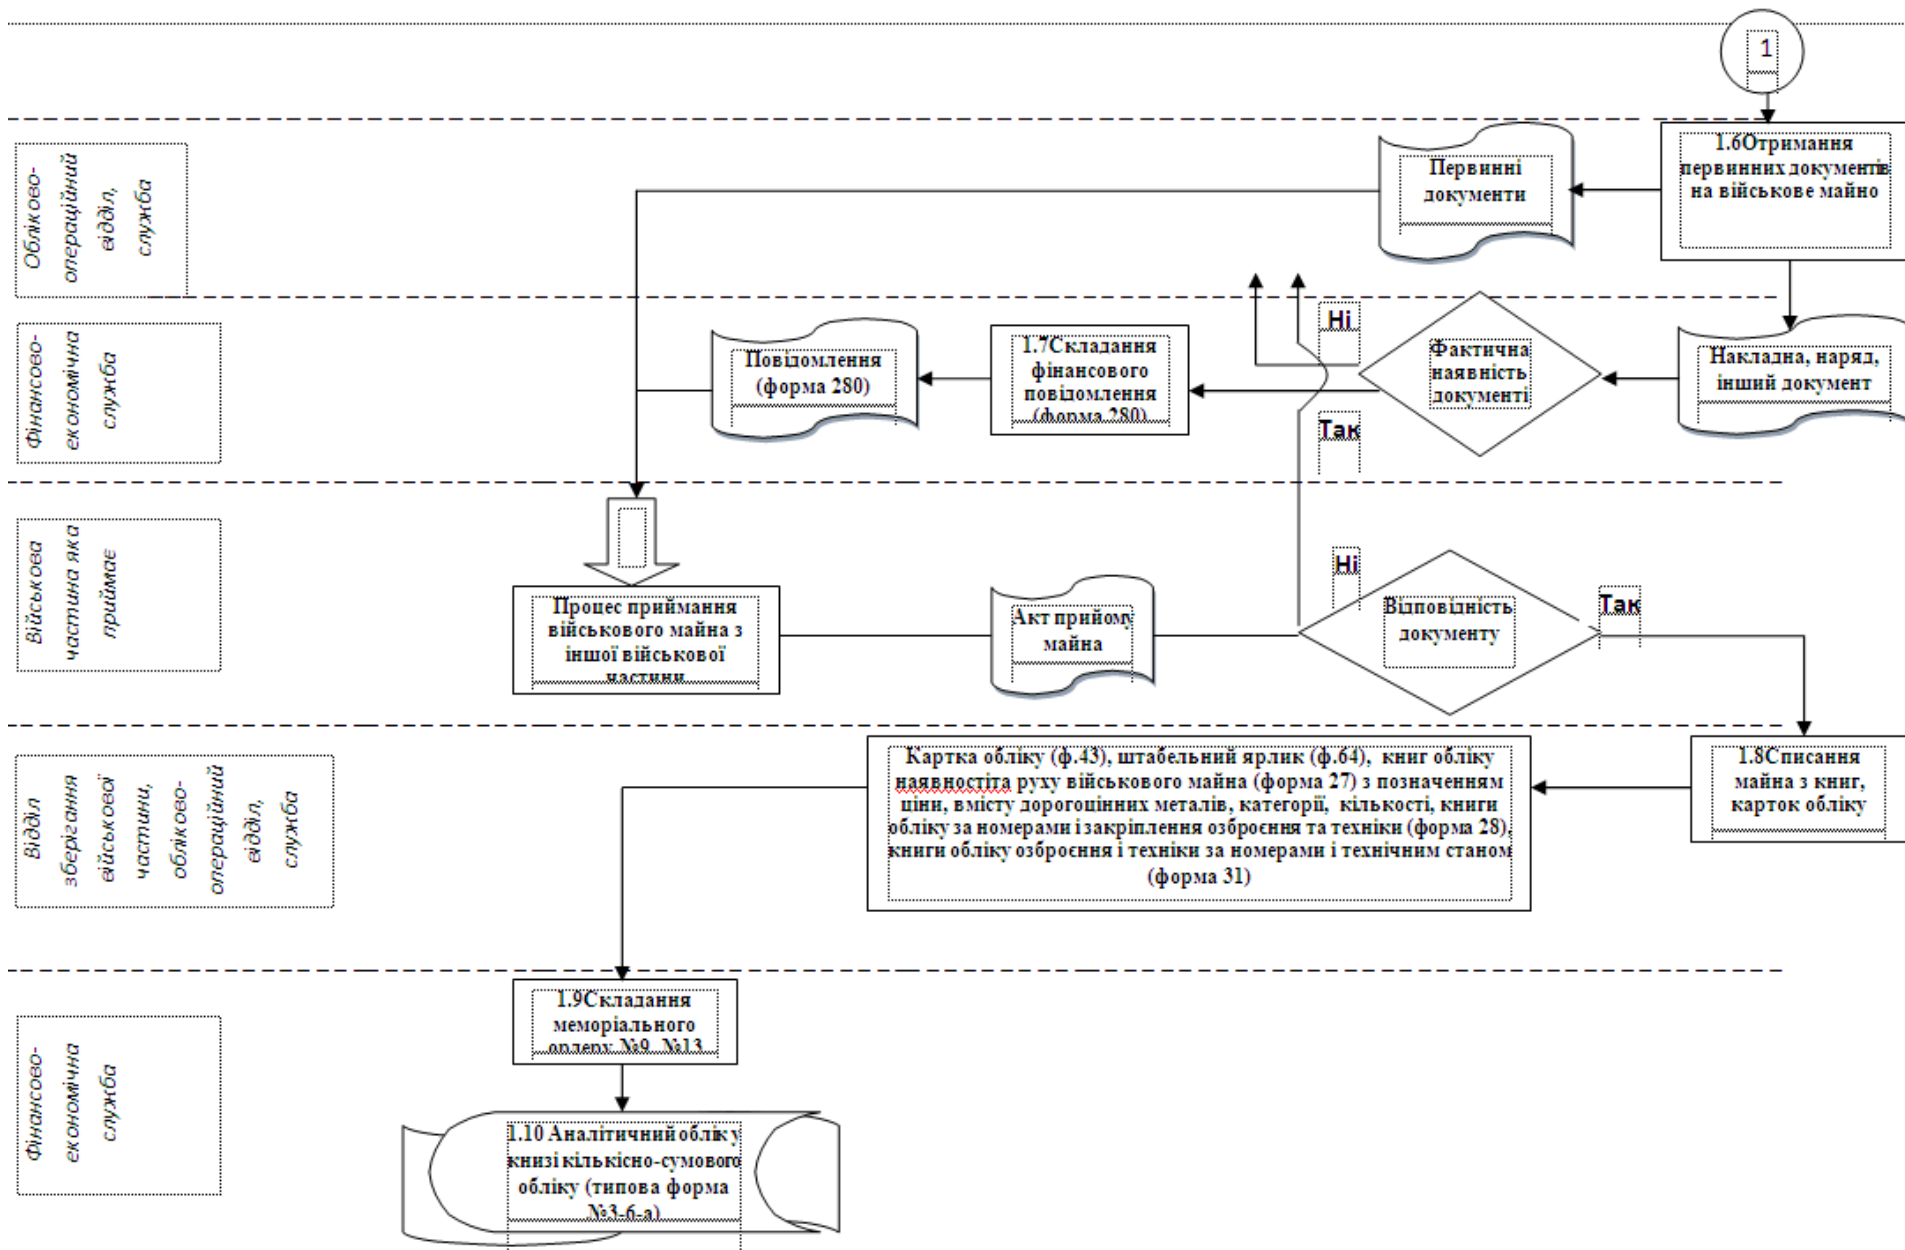 1
Обліково-
операційний
відділ,
служба
Первинні
документи
1.6Отримання
первинних документів
на військове майно
Фінансово-
економічна
служба
Повідомлення
(форма 280)
1.7Складання
фінансового
повідомлення
(форма 280)
Ні
Так
Фактична
наявність
документі
Накладна, наряд,
інший документ
Військова
частина яка
приймає
Процес приймання
військового майна з
іншої військової
частини
Акт прийому
майна
Ні
Відповідність
документу
Так
Відділ
зберігання
військової
частини,
обліково-
операційний
відділ,
служба
Картка обліку (ф.43), штабельний ярлик (ф.64), книг обліку
наявностіта руху військового майна (форма 27) з позначенням
ціни, вмісту дорогоцінних металів, категорії, кількості, книги
обліку за номерами і закріплення озброєння та техніки (форма 28),
книги обліку озброєння і техніки за номерами і технічним станом
(форма 31)
1.8Списання
майна з книг,
карток обліку
Фінансово-
економічна
служба
1.9Складання
меморіального
ордеру №9, №13
1.10 Аналітичний облік у
книзі кількісно-сумового
обліку (типова форма
№3-6-а)